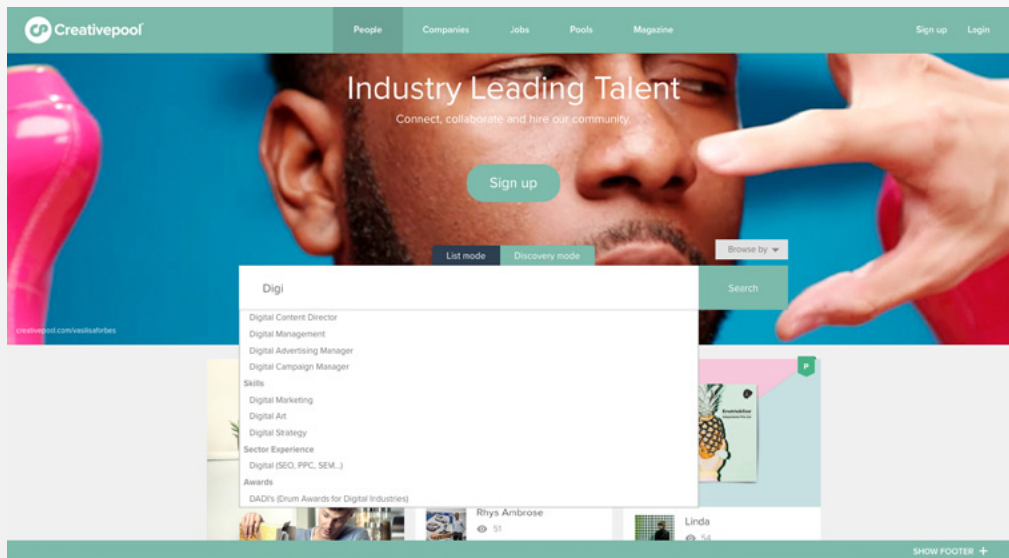 Creativepool
People Companies Jobs Pools Magazine
Sign up Login
Industry Leading Talent
Connect, collaborate and hire our community.
Sign up
List mode Discovery mode
Browse by
Digi
Search
Digital Content Director
Digital Management
Digital Advertising Manager
Digital Campaign Manager
Skills
Digital Marketing
Digital Art
Digital Strategy
Sector Experience
Digital (SEO, PPC, SEM...)
Awards
DADI's (Drum Awards for Digital Industries)
creativepool.com/vasilisaforbes
P
Rhys Ambrose
51
Linda
54
SHOW FOOTER +